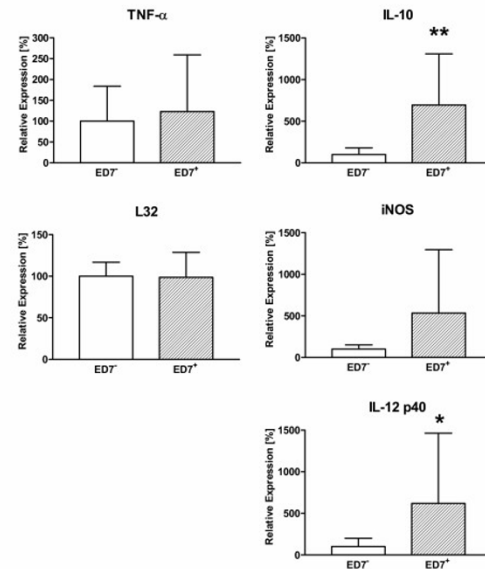 TNF-α
Relative Expression [%]
300
250
200
150
100
50
0
ED7⁻
ED7⁺
IL-10
**
Relative Expression [%]
1500
1000
500
0
ED7⁻
ED7⁺
L32
Relative Expression [%]
150
100
50
0
ED7⁻
ED7⁺
iNOS
Relative Expression [%]
1500
1000
500
0
ED7⁻
ED7⁺
IL-12 p40
*
Relative Expression [%]
1500
1000
500
0
ED7⁻
ED7⁺